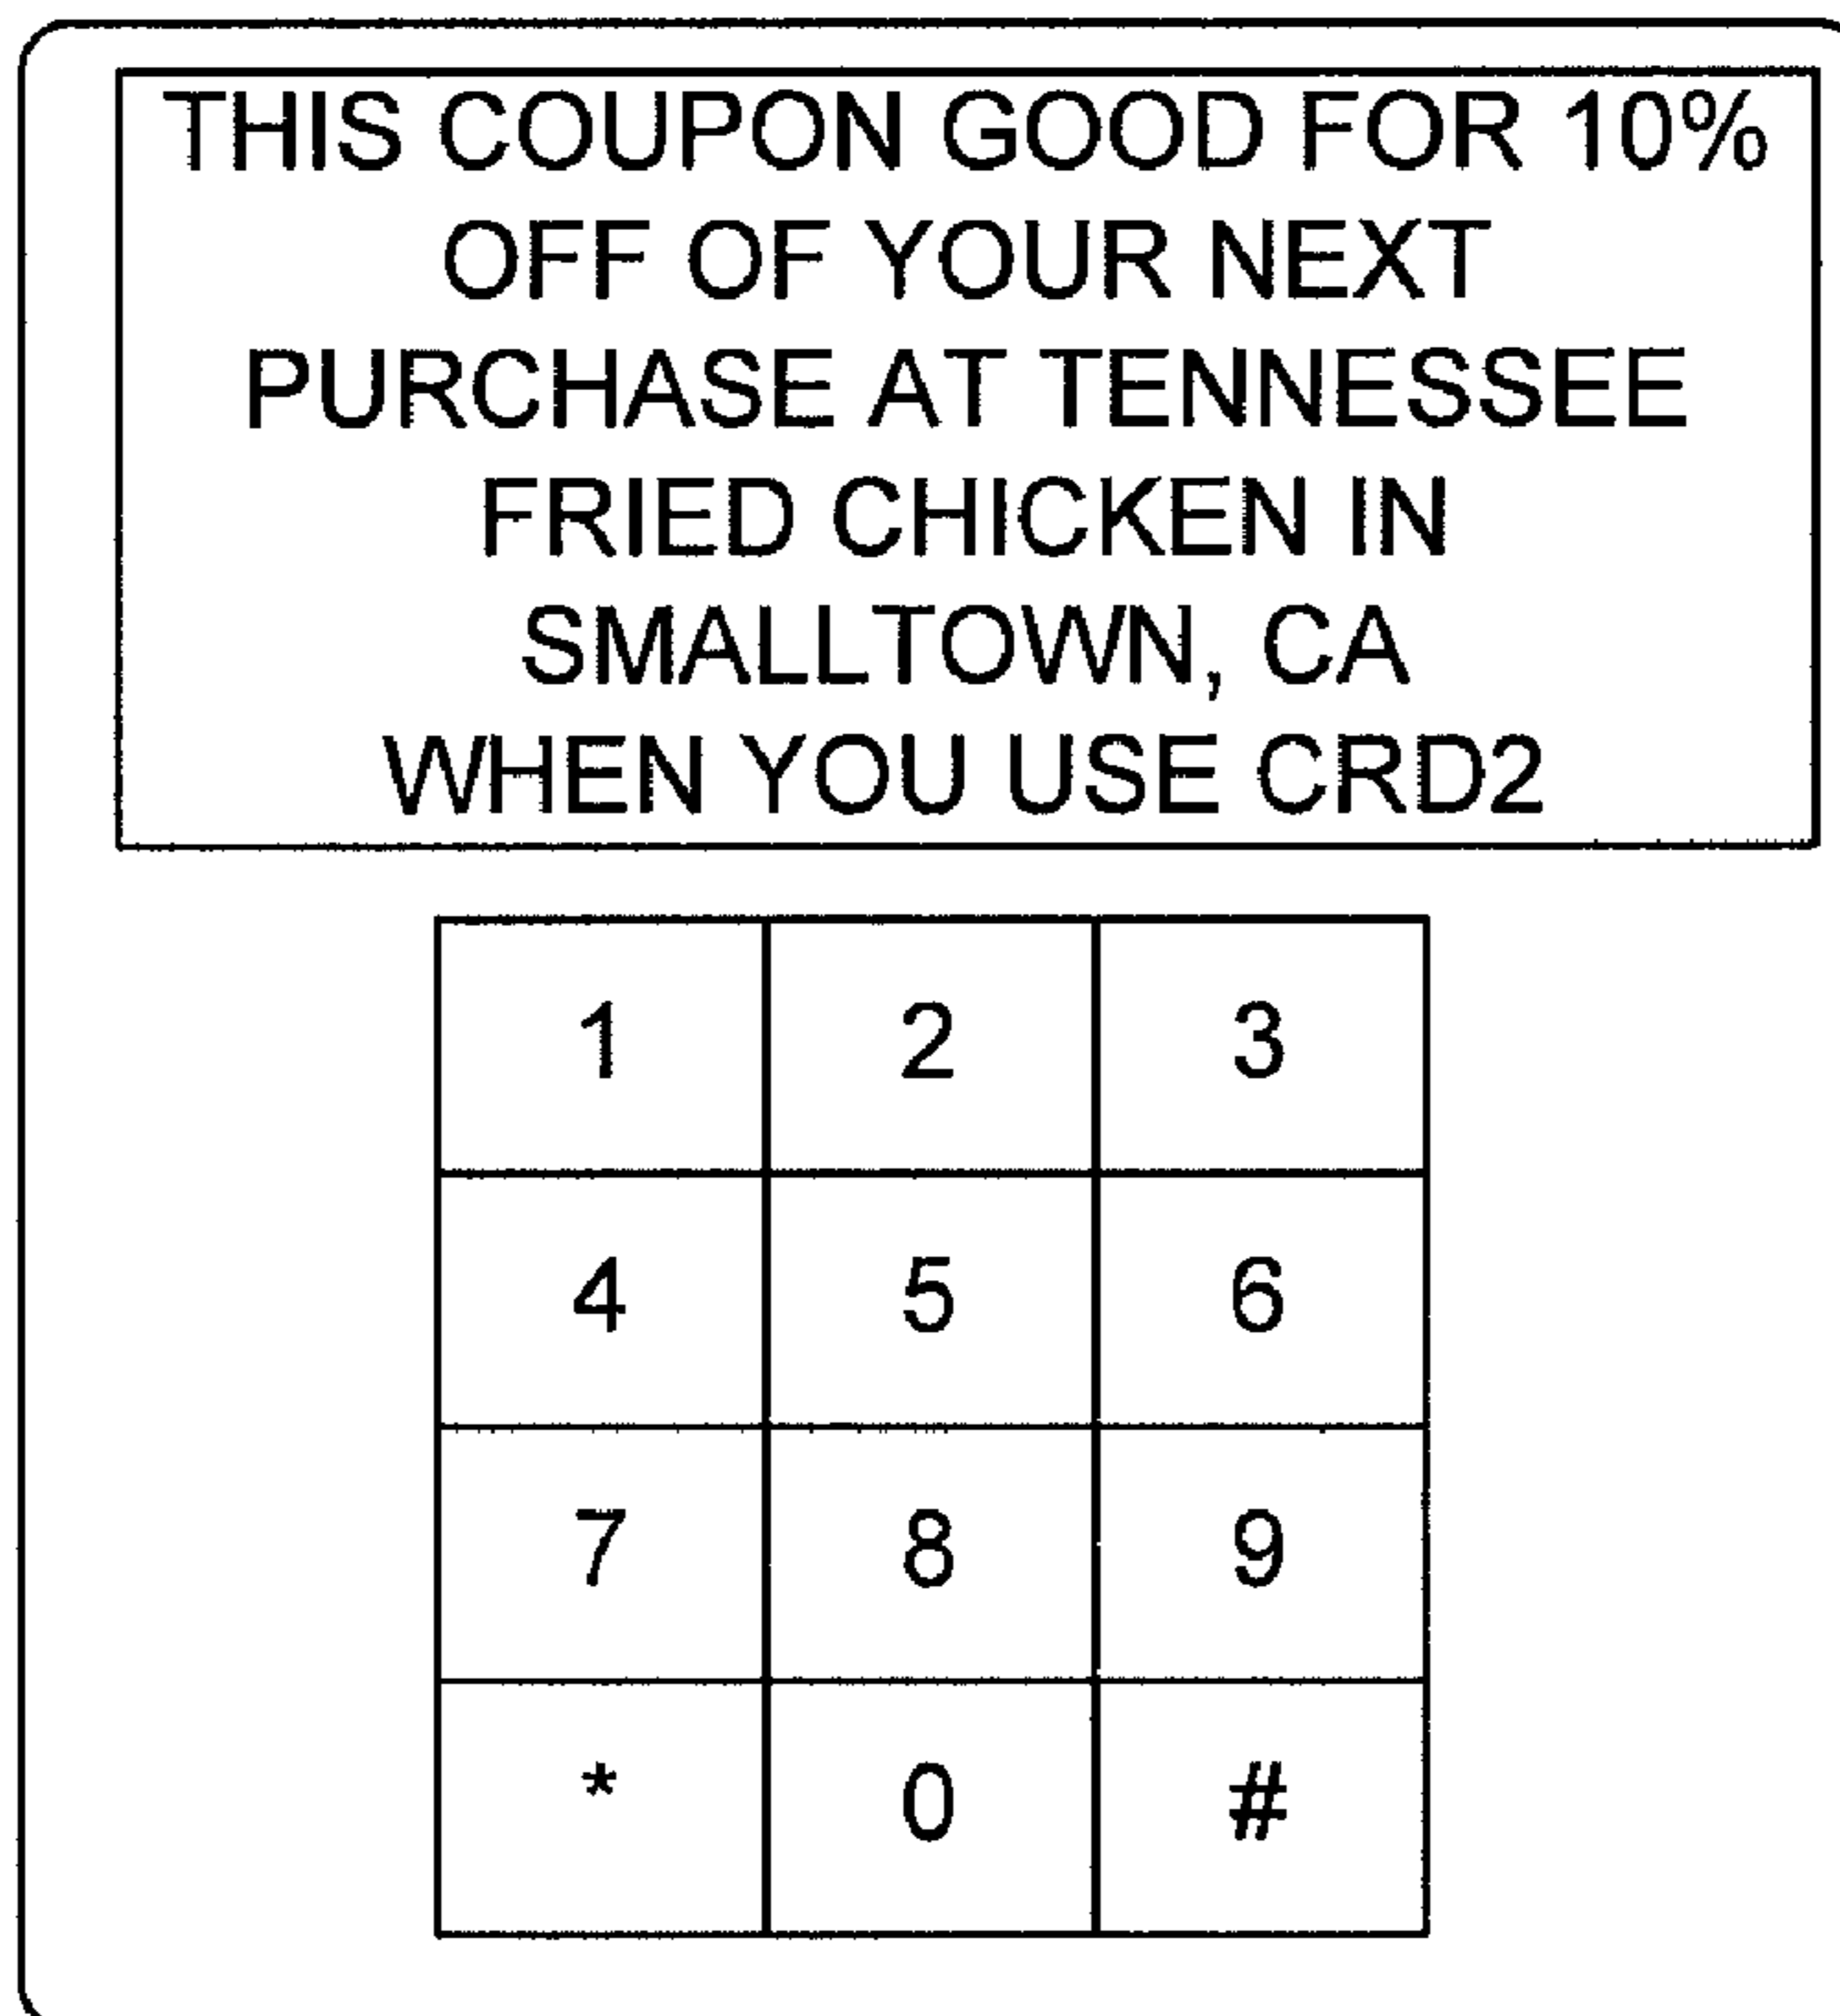 THIS COUPON GOOD FOR 10%
OFF OF YOUR NEXT
PURCHASE AT TENNESSEE
FRIED CHICKEN IN
SMALLTOWN, CA
WHEN YOU USE CRD2
1 2 3
4 5 6
7 8 9
* 0 #